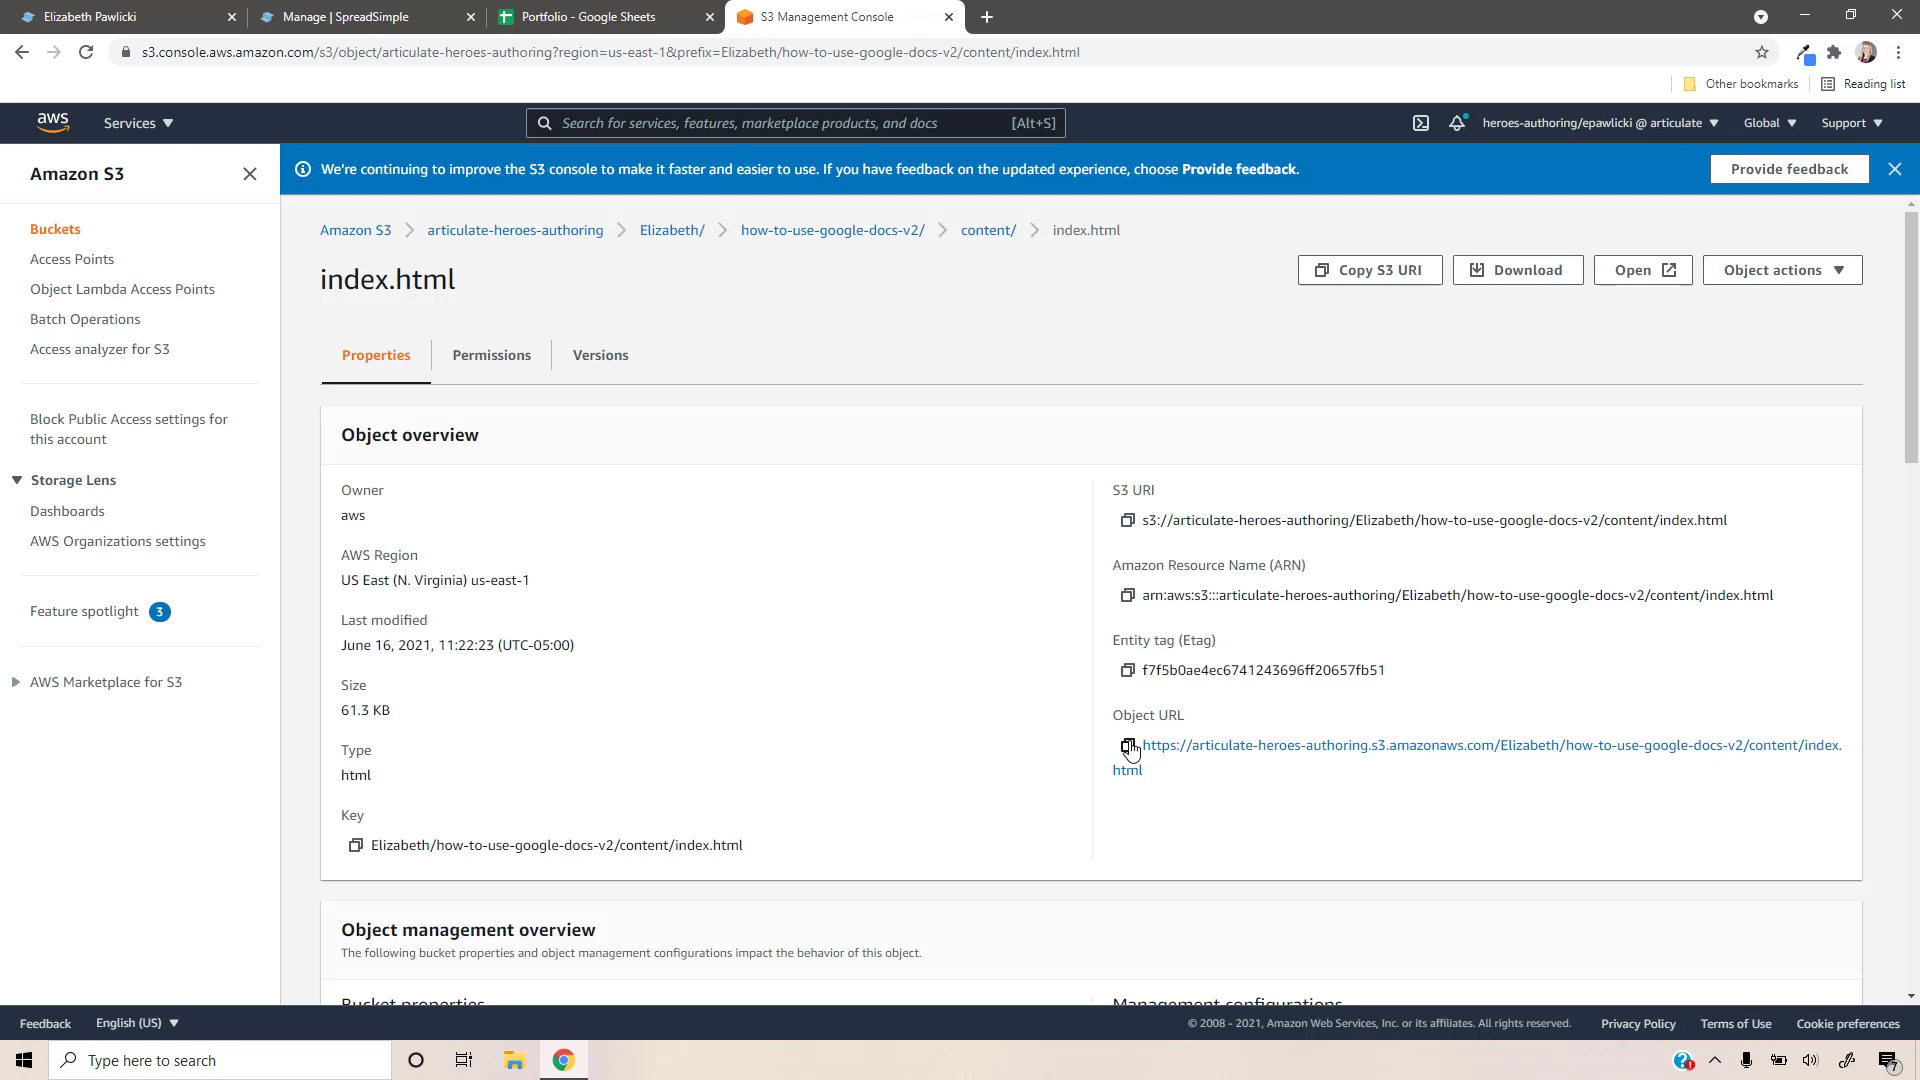 Elizabeth Pawlicki
Manage | SpreadSimple
Portfolio - Google Sheets
S3 Management Console
s3.console.aws.amazon.com/s3/object/articulate-heroes-authoring?region=us-east-1&prefix=Elizabeth/how-to-use-google-docs-v2/content/index.html
Other bookmarks
Reading list
aws
Services
Search for services, features, marketplace products, and docs [Alt+S]
heroes-authoring/epawlicki @ articulate
Global
Support
Amazon S3
We're continuing to improve the S3 console to make it faster and easier to use. If you have feedback on the updated experience, choose Provide feedback.
Provide feedback
Buckets
Access Points
Object Lambda Access Points
Batch Operations
Access analyzer for S3
Block Public Access settings for
this account
Storage Lens
Dashboards
AWS Organizations settings
Feature spotlight 3
AWS Marketplace for S3
Amazon S3 > articulate-heroes-authoring > Elizabeth/ > how-to-use-google-docs-v2/ > content/ > index.html
index.html
Copy S3 URI
Download
Open
Object actions
Properties
Permissions
Versions
Object overview
Owner
aws
AWS Region
US East (N. Virginia) us-east-1
Last modified
June 16, 2021, 11:22:23 (UTC-05:00)
Size
61.3 KB
Type
html
Key
Elizabeth/how-to-use-google-docs-v2/content/index.html
S3 URI
s3://articulate-heroes-authoring/Elizabeth/how-to-use-google-docs-v2/content/index.html
Amazon Resource Name (ARN)
arn:aws:s3:::articulate-heroes-authoring/Elizabeth/how-to-use-google-docs-v2/content/index.html
Entity tag (Etag)
f7f5b0ae4ec6741243696ff20657fb51
Object URL
https://articulate-heroes-authoring.s3.amazonaws.com/Elizabeth/how-to-use-google-docs-v2/content/index.
html
Object management overview
The following bucket properties and object management configurations impact the behavior of this object.
Bucket properties
Management configurations
Feedback
English (US)
© 2008 - 2021, Amazon Web Services, Inc. or its affiliates. All rights reserved.
Privacy Policy
Terms of Use
Cookie preferences
Type here to search
7